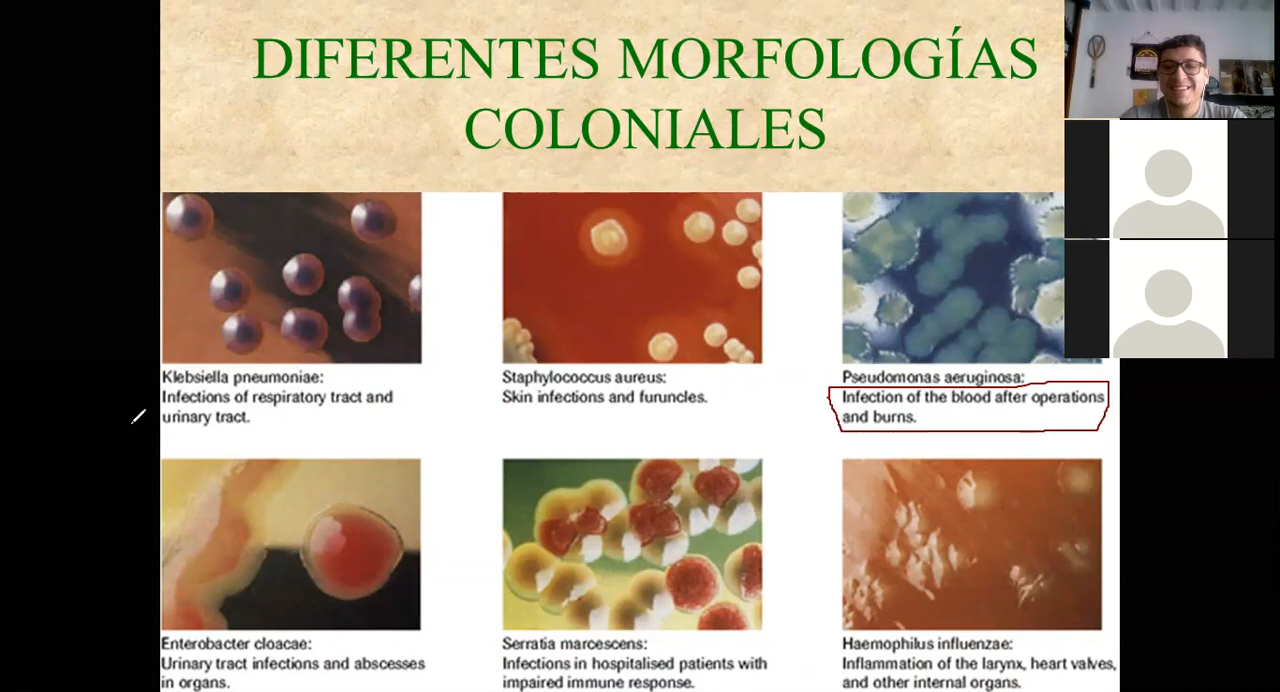 DIFERENTES MORFOLOGÍAS
COLONIALES
Klebsiella pneumoniae:
Infections of respiratory tract and
urinary tract.
Staphylococcus aureus:
Skin infections and furuncles.
Pseudomonas aeruginosa:
Infection of the blood after operations
and burns.
Enterobacter cloacae:
Urinary tract infections and abscesses
in organs.
Serratia marcescens:
Infections in hospitalised patients with
impaired immune response.
Haemophilus influenzae:
Inflammation of the larynx, heart valves,
and other internal organs.